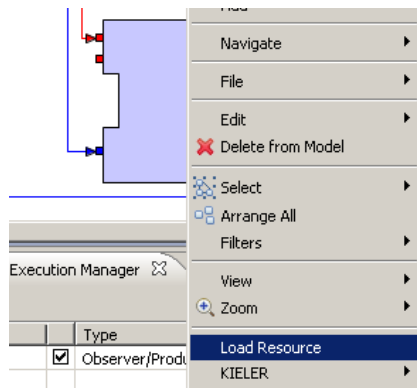 Navigate
File
Edit
Delete from Model
Select
Arrange All
Filters
Execution Manager
View
Zoom
Type
Load Resource
Observer/Produ
KIELER